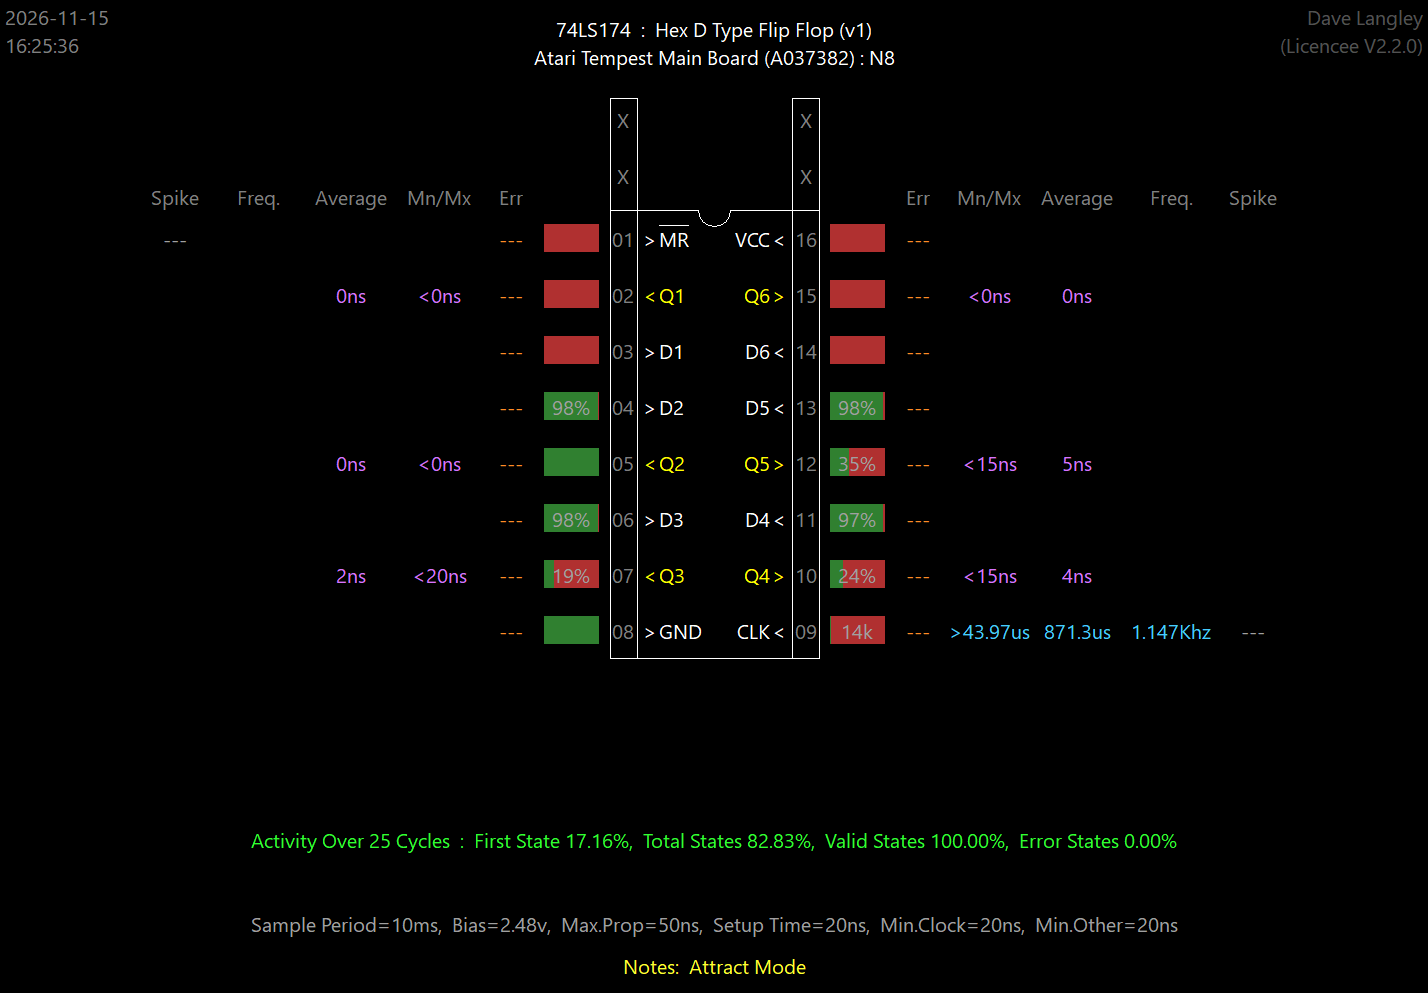 2026-11-15
16:25:36
74LS174 : Hex D Type Flip Flop (v1)
Atari Tempest Main Board (A037382) : N8
Dave Langley
(Licencee V2.2.0)
X X
X X
Spike Freq. Average Mn/Mx Err Err Mn/Mx Average Freq. Spike
--- --- 01 >MR VCC< 16 ---
0ns <0ns --- 02 <Q1 Q6> 15 --- <0ns 0ns
--- 03 >D1 D6< 14 ---
--- 98% 04 >D2 D5< 13 98% ---
0ns <0ns --- 05 <Q2 Q5> 12 35% --- <15ns 5ns
--- 98% 06 >D3 D4< 11 97% ---
2ns <20ns --- 19% 07 <Q3 Q4> 10 24% --- <15ns 4ns
--- 08 >GND CLK< 09 14k --- >43.97us 871.3us 1.147Khz ---
Activity Over 25 Cycles : First State 17.16%, Total States 82.83%, Valid States 100.00%, Error States 0.00%
Sample Period=10ms, Bias=2.48v, Max.Prop=50ns, Setup Time=20ns, Min.Clock=20ns, Min.Other=20ns
Notes: Attract Mode